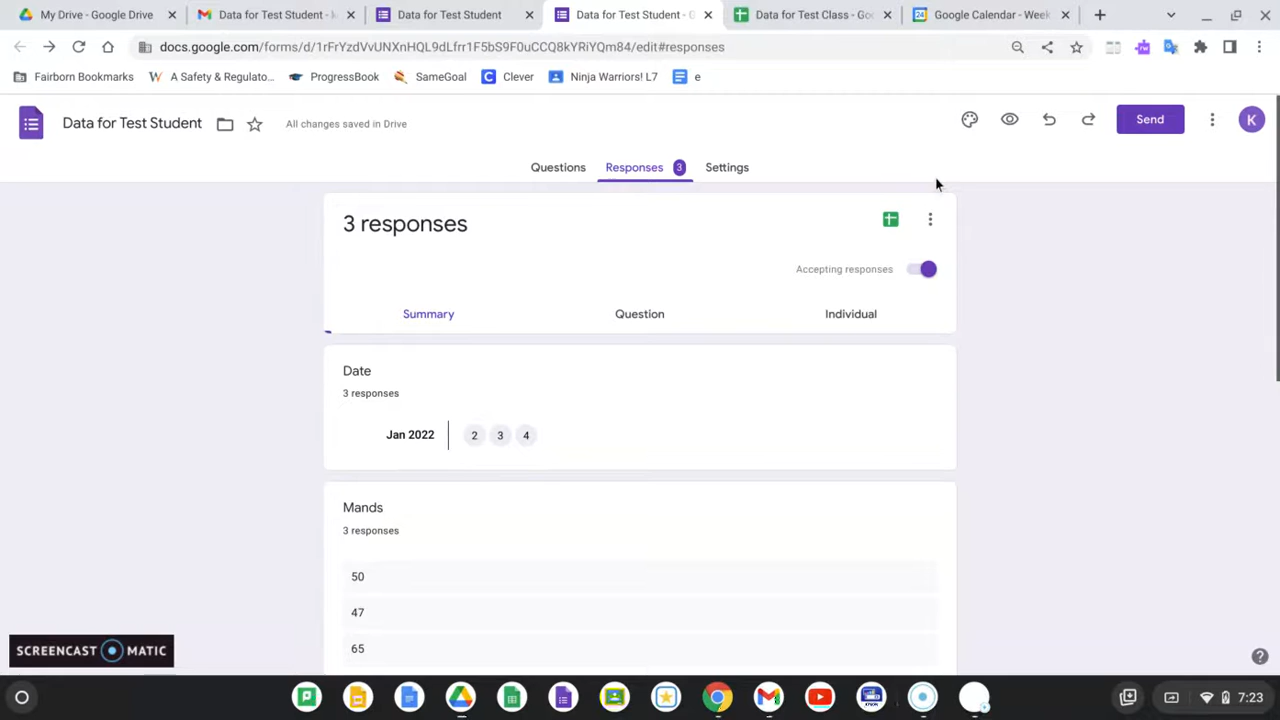 My Drive - Google Drive
Data for Test Student -
Data for Test Student
Data for Test Student - G
Data for Test Class - Go
Google Calendar - Week
docs.google.com/forms/d/1rFrYzdVvUNXnHQL9dLfrr1F5bS9F0uCCQ8kYRiYQm84/edit#responses
Fairborn Bookmarks
A Safety & Regulato...
ProgressBook
SameGoal
Clever
Ninja Warriors! L7
e
Data for Test Student
All changes saved in Drive
Send
K
Questions
Responses 3
Settings
3 responses
Accepting responses
Summary
Question
Individual
Date
3 responses
Jan 2022
2 3 4
Mands
3 responses
50
47
65
SCREENCAST MATIC
7:23